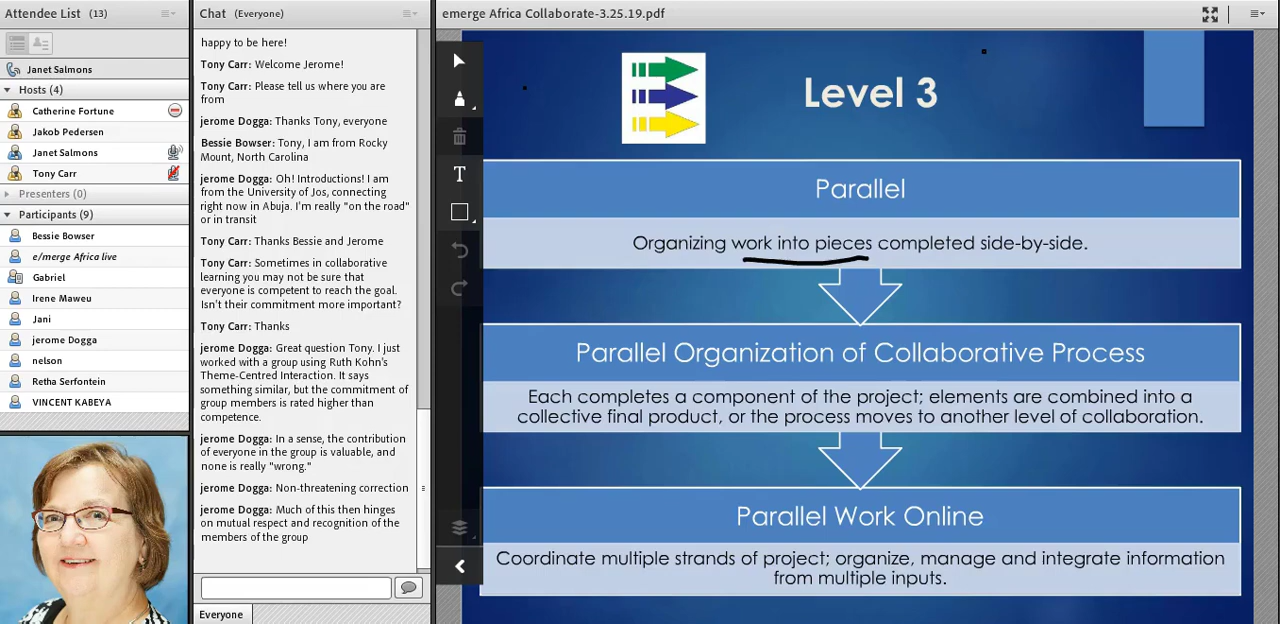 Attendee List (13)
Janet Salmons
Hosts (4)
Catherine Fortune
Jakob Pedersen
Janet Salmons
Tony Carr
Presenters (0)
Participants (9)
Bessie Bowser
e/merge Africa live
Gabriel
Irene Maweu
Jani
jerome Dogga
nelson
Retha Serfontein
VINCENT KABEYA
Chat (Everyone)
happy to be here!
Tony Carr: Welcome Jerome!
Tony Carr: Please tell us where you are
from
jerome Dogga: Thanks Tony, everyone
Bessie Bowser: Tony, I am from Rocky
Mount, North Carolina
jerome Dogga: Oh! Introductions! I am
from the University of Jos, connecting
right now in Abuja. I'm really "on the road"
or in transit
Tony Carr: Thanks Bessie and Jerome
Tony Carr: Sometimes in collaborative
learning you may not be sure that
everyone is competent to reach the goal.
Isn't their commitment more important?
Tony Carr: Thanks
jerome Dogga: Great question Tony. I just
worked with a group using Ruth Kohn's
Theme-Centred Interaction. It says
something similar, but the commitment of
group members is rated higher than
competence.
jerome Dogga: In a sense, the contribution
of everyone in the group is valuable, and
none is really "wrong."
jerome Dogga: Non-threatening correction
jerome Dogga: Much of this then hinges
on mutual respect and recognition of the
members of the group
Everyone
emerge Africa Collaborate-3.25.19.pdf
T
Level 3
Parallel
Organizing work into pieces completed side-by-side.
Parallel Organization of Collaborative Process
Each completes a component of the project; elements are combined into a
collective final product, or the process moves to another level of collaboration.
Parallel Work Online
Coordinate multiple strands of project; organize, manage and integrate information
from multiple inputs.